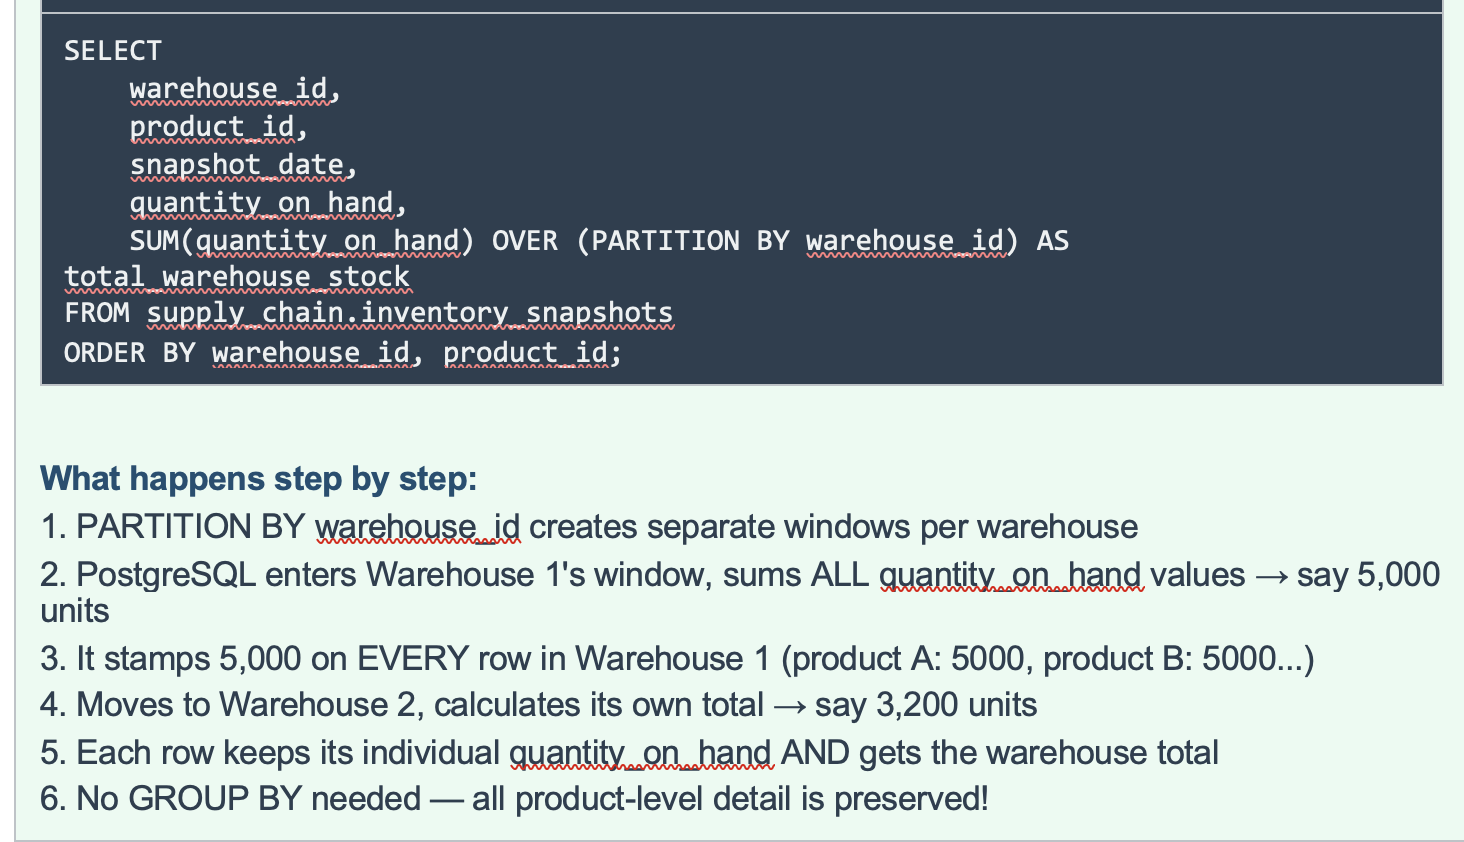 SELECT
warehouse_id,
product_id,
snapshot_date,
quantity_on_hand,
SUM(quantity_on_hand) OVER (PARTITION BY warehouse_id) AS
total_warehouse_stock
FROM supply_chain.inventory_snapshots
ORDER BY warehouse_id, product_id;
What happens step by step:
1. PARTITION BY warehouse_id creates separate windows per warehouse
2. PostgreSQL enters Warehouse 1's window, sums ALL quantity_on_hand values → say 5,000
units
3. It stamps 5,000 on EVERY row in Warehouse 1 (product A: 5000, product B: 5000...)
4. Moves to Warehouse 2, calculates its own total → say 3,200 units
5. Each row keeps its individual quantity_on_hand AND gets the warehouse total
6. No GROUP BY needed — all product-level detail is preserved!